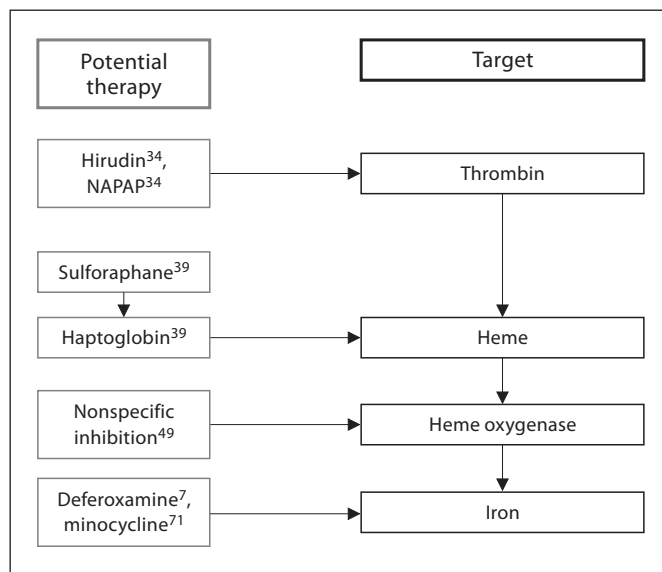 Potential
therapy
Target
Hirudin³⁴,
NAPAP³⁴
Thrombin
Sulforaphane³⁹
Haptoglobin³⁹
Heme
Nonspecific
inhibition⁴⁹
Heme oxygenase
Deferoxamine⁷,
minocycline⁷¹
Iron